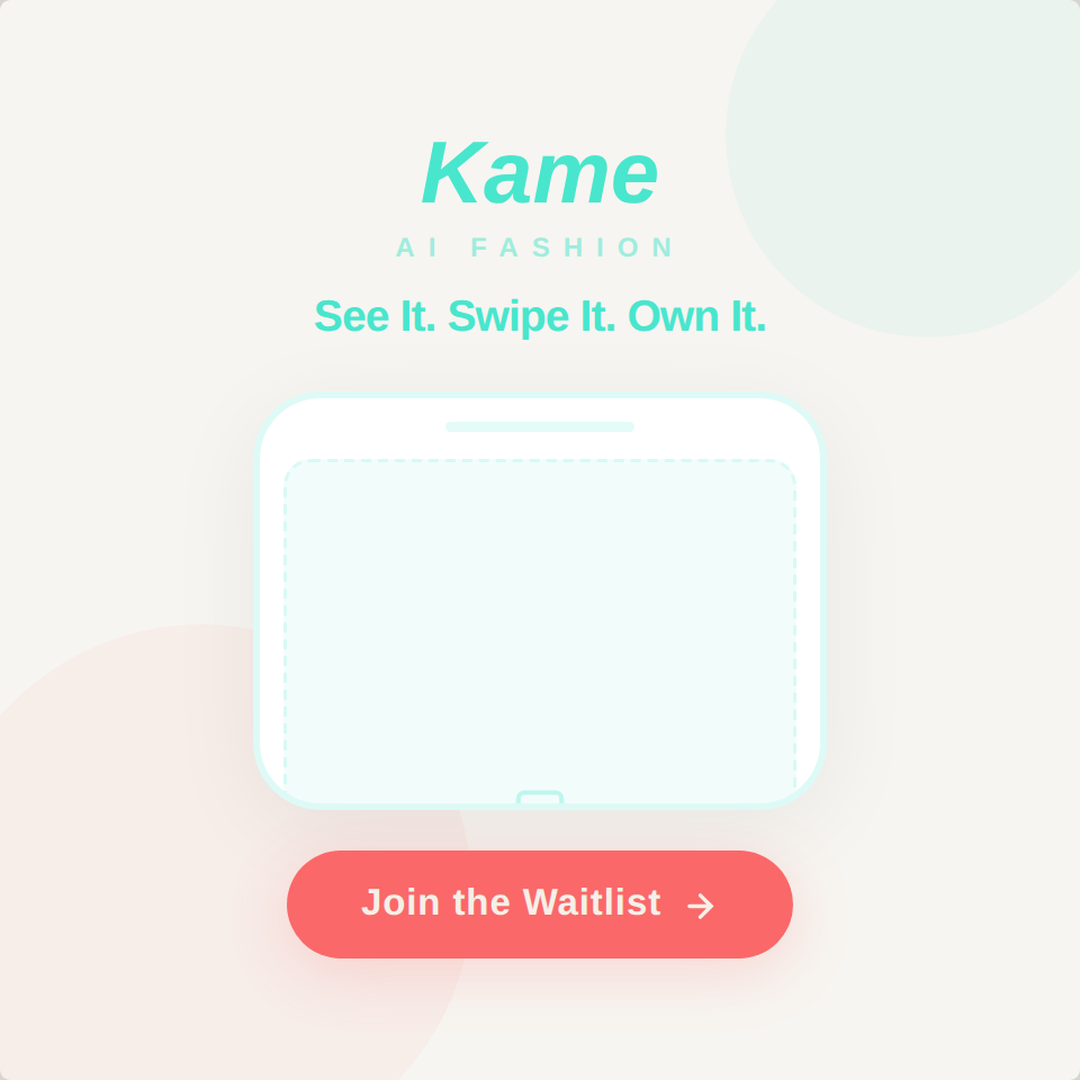 Kame
AI FASHION
See It. Swipe It. Own It.
Join the Waitlist →